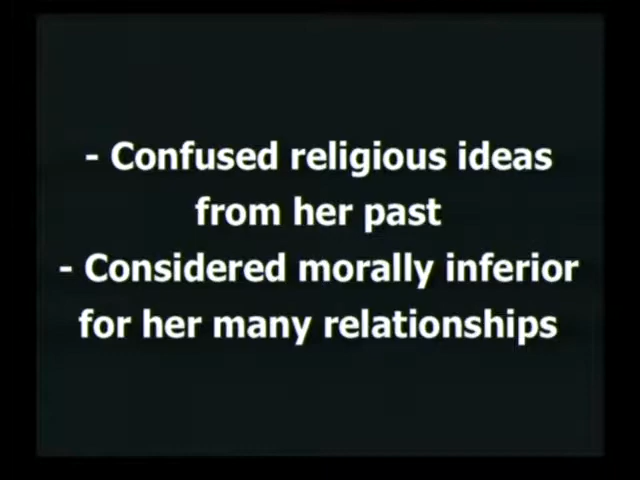 - Confused religious ideas
from her past
- Considered morally inferior
for her many relationships